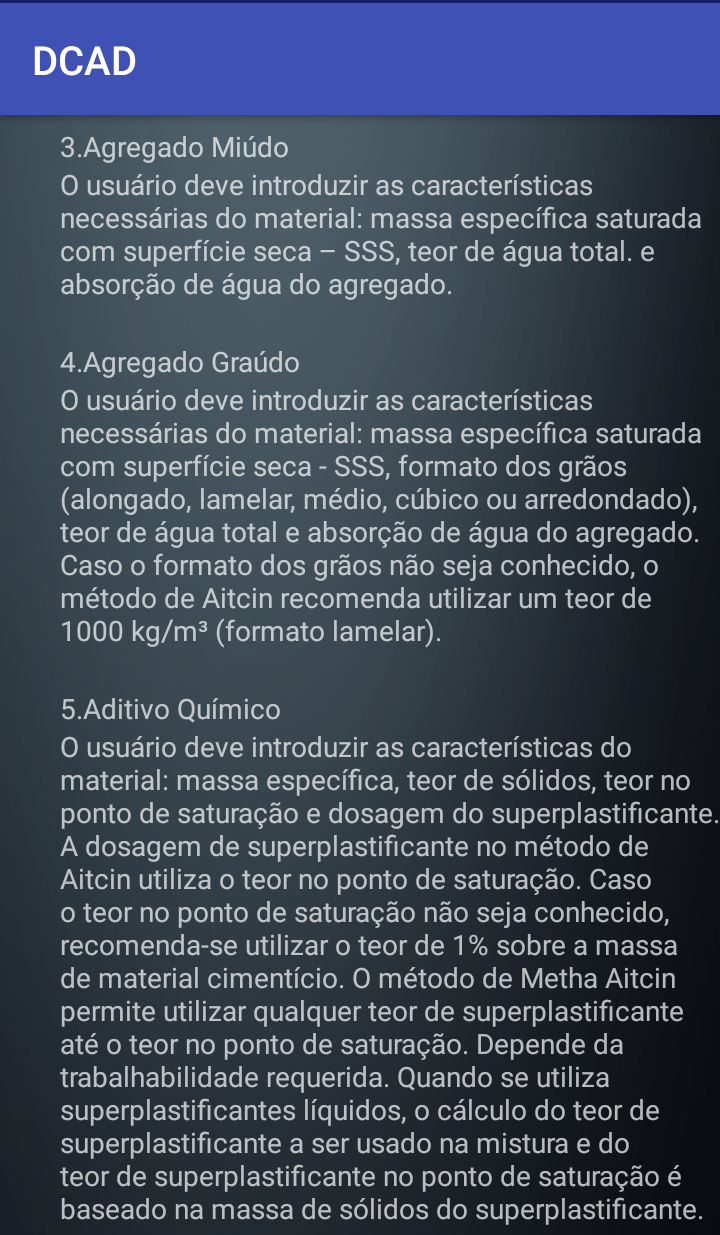 DCAD
3.Agregado Miúdo
O usuário deve introduzir as características
necessárias do material: massa específica saturada
com superfície seca – SSS, teor de água total. e
absorção de água do agregado.
4.Agregado Graúdo
O usuário deve introduzir as características
necessárias do material: massa específica saturada
com superfície seca - SSS, formato dos grãos
(alongado, lamelar, médio, cúbico ou arredondado),
teor de água total e absorção de água do agregado.
Caso o formato dos grãos não seja conhecido, o
método de Aitcin recomenda utilizar um teor de
1000 kg/m³ (formato lamelar).
5.Aditivo Químico
O usuário deve introduzir as características do
material: massa específica, teor de sólidos, teor no
ponto de saturação e dosagem do superplastificante.
A dosagem de superplastificante no método de
Aitcin utiliza o teor no ponto de saturação. Caso
o teor no ponto de saturação não seja conhecido,
recomenda-se utilizar o teor de 1% sobre a massa
de material cimentício. O método de Metha Aitcin
permite utilizar qualquer teor de superplastificante
até o teor no ponto de saturação. Depende da
trabalhabilidade requerida. Quando se utiliza
superplastificantes líquidos, o cálculo do teor de
superplastificante a ser usado na mistura e do
teor de superplastificante no ponto de saturação é
baseado na massa de sólidos do superplastificante.